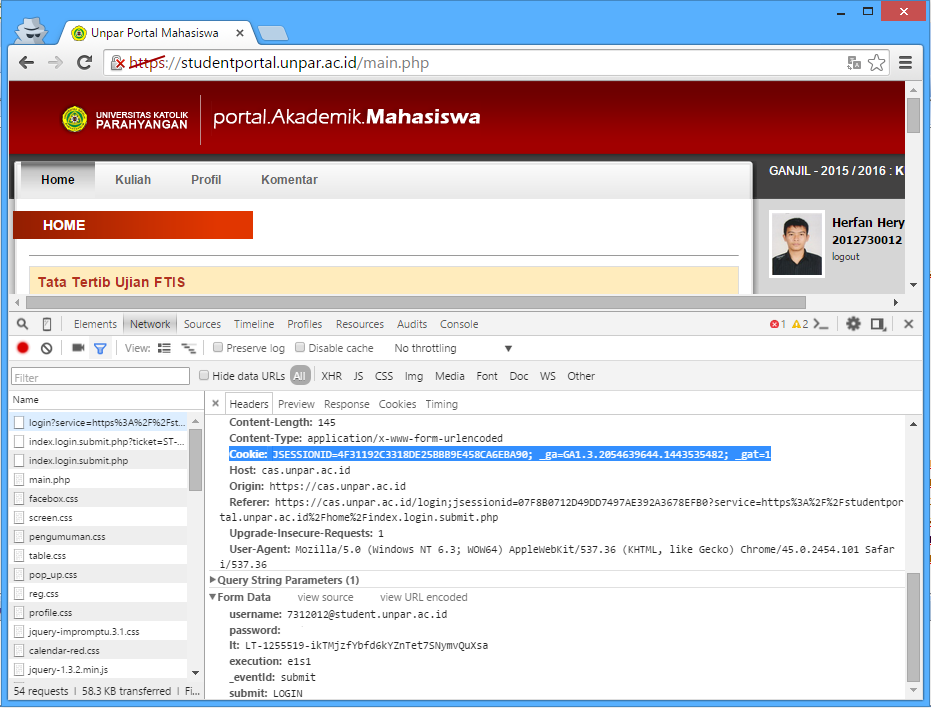 Unpar Portal Mahasiswa
https://studentportal.unpar.ac.id/main.php
UNIVERSITAS KATOLIK
PARAHYANGAN
portal.Akademik.Mahasiswa
Home Kuliah Profil Komentar
GANJIL - 2015 / 2016 : K
HOME
Herfan Hery
2012730012
logout
Tata Tertib Ujian FTIS
Elements Network Sources Timeline Profiles Resources Audits Console
1 2
View: Preserve log Disable cache No throttling
Filter
Hide data URLs All XHR JS CSS Img Media Font Doc WS Other
Name
login?service=https%3A%2F%2Fst...
index.login.submit.php?ticket=ST-...
index.login.submit.php
main.php
facebox.css
screen.css
pengumuman.css
table.css
pop_up.css
reg.css
profile.css
jquery-impromptu.3.1.css
calendar-red.css
jquery-1.3.2.min.js
54 requests | 58.3 KB transferred | Fi...
Headers Preview Response Cookies Timing
Content-Length: 145
Content-Type: application/x-www-form-urlencoded
Cookie: JSESSIONID=4F31192C3318DE25BBB9E458CA6EBA90; _ga=GA1.3.2054639644.1443535482; _gat=1
Host: cas.unpar.ac.id
Origin: https://cas.unpar.ac.id
Referer: https://cas.unpar.ac.id/login;jsessionid=07F8B0712D49DD7497AE392A3678EFB0?service=https%3A%2F%2Fstudentpor
tal.unpar.ac.id%2Fhome%2Findex.login.submit.php
Upgrade-Insecure-Requests: 1
User-Agent: Mozilla/5.0 (Windows NT 6.3; WOW64) AppleWebKit/537.36 (KHTML, like Gecko) Chrome/45.0.2454.101 Safar
i/537.36
Query String Parameters (1)
Form Data view source view URL encoded
username: 7312012@student.unpar.ac.id
password:
lt: LT-1255519-ikTMjzfYbfd6kYZnTet7SNymvQuXsa
execution: e1s1
_eventId: submit
submit: LOGIN